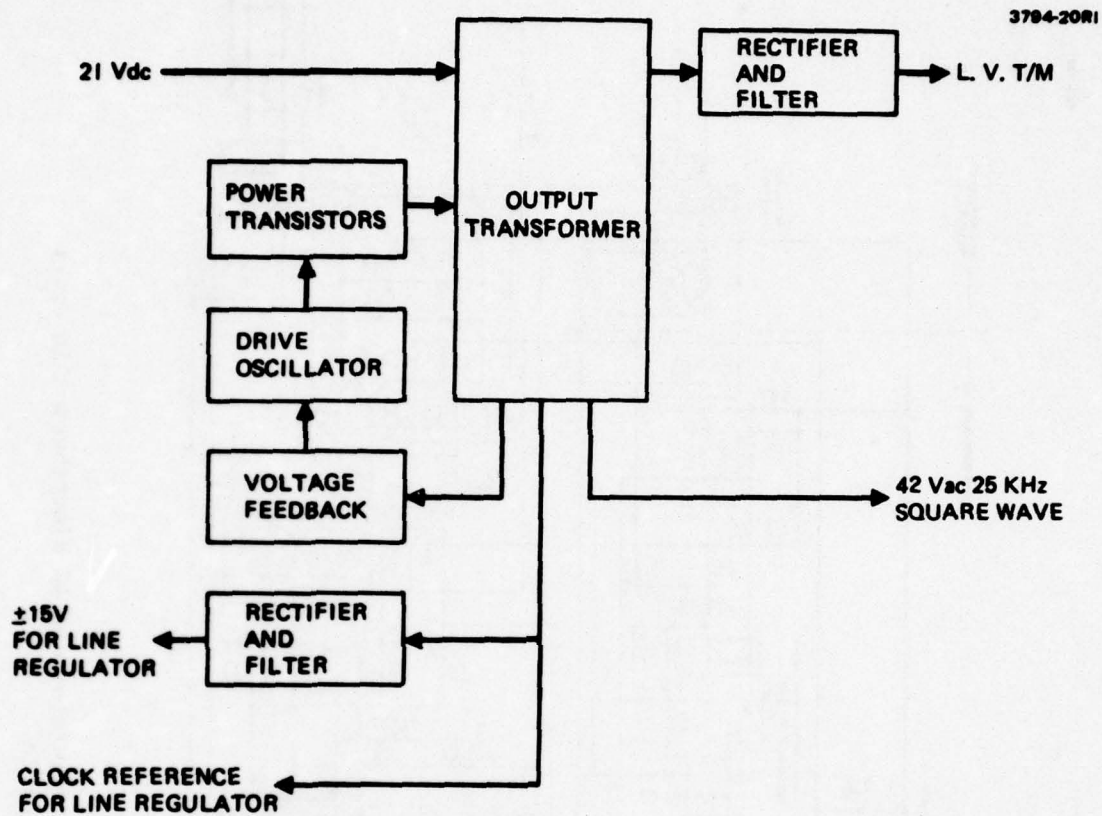 3794-20R1
21 Vdc
RECTIFIER
AND
FILTER
L. V. T/M
POWER
TRANSISTORS
OUTPUT
TRANSFORMER
DRIVE
OSCILLATOR
VOLTAGE
FEEDBACK
42 Vac 25 KHz
SQUARE WAVE
±15V
FOR LINE
REGULATOR
RECTIFIER
AND
FILTER
CLOCK REFERENCE
FOR LINE REGULATOR